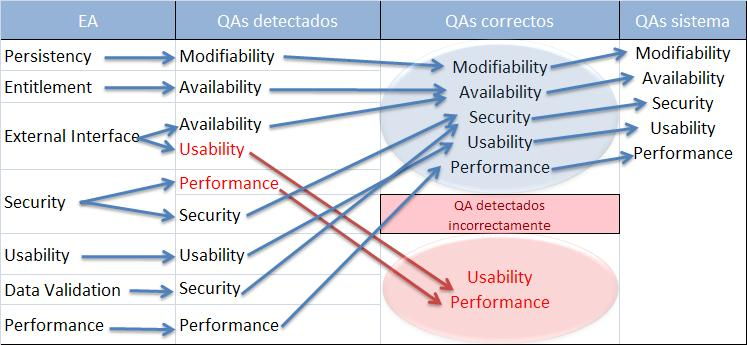 EA
QAs detectados
QAs correctos
QAs sistema
Persistency
Modifiability
Entitlement
Availability
External Interface
Availability
Usability
Security
Performance
Security
Usability
Usability
Data Validation
Security
Performance
Performance
Modifiability
Availability
Security
Usability
Performance
QA detectados
incorrectamente
Usability
Performance
Modifiability
Availability
Security
Usability
Performance